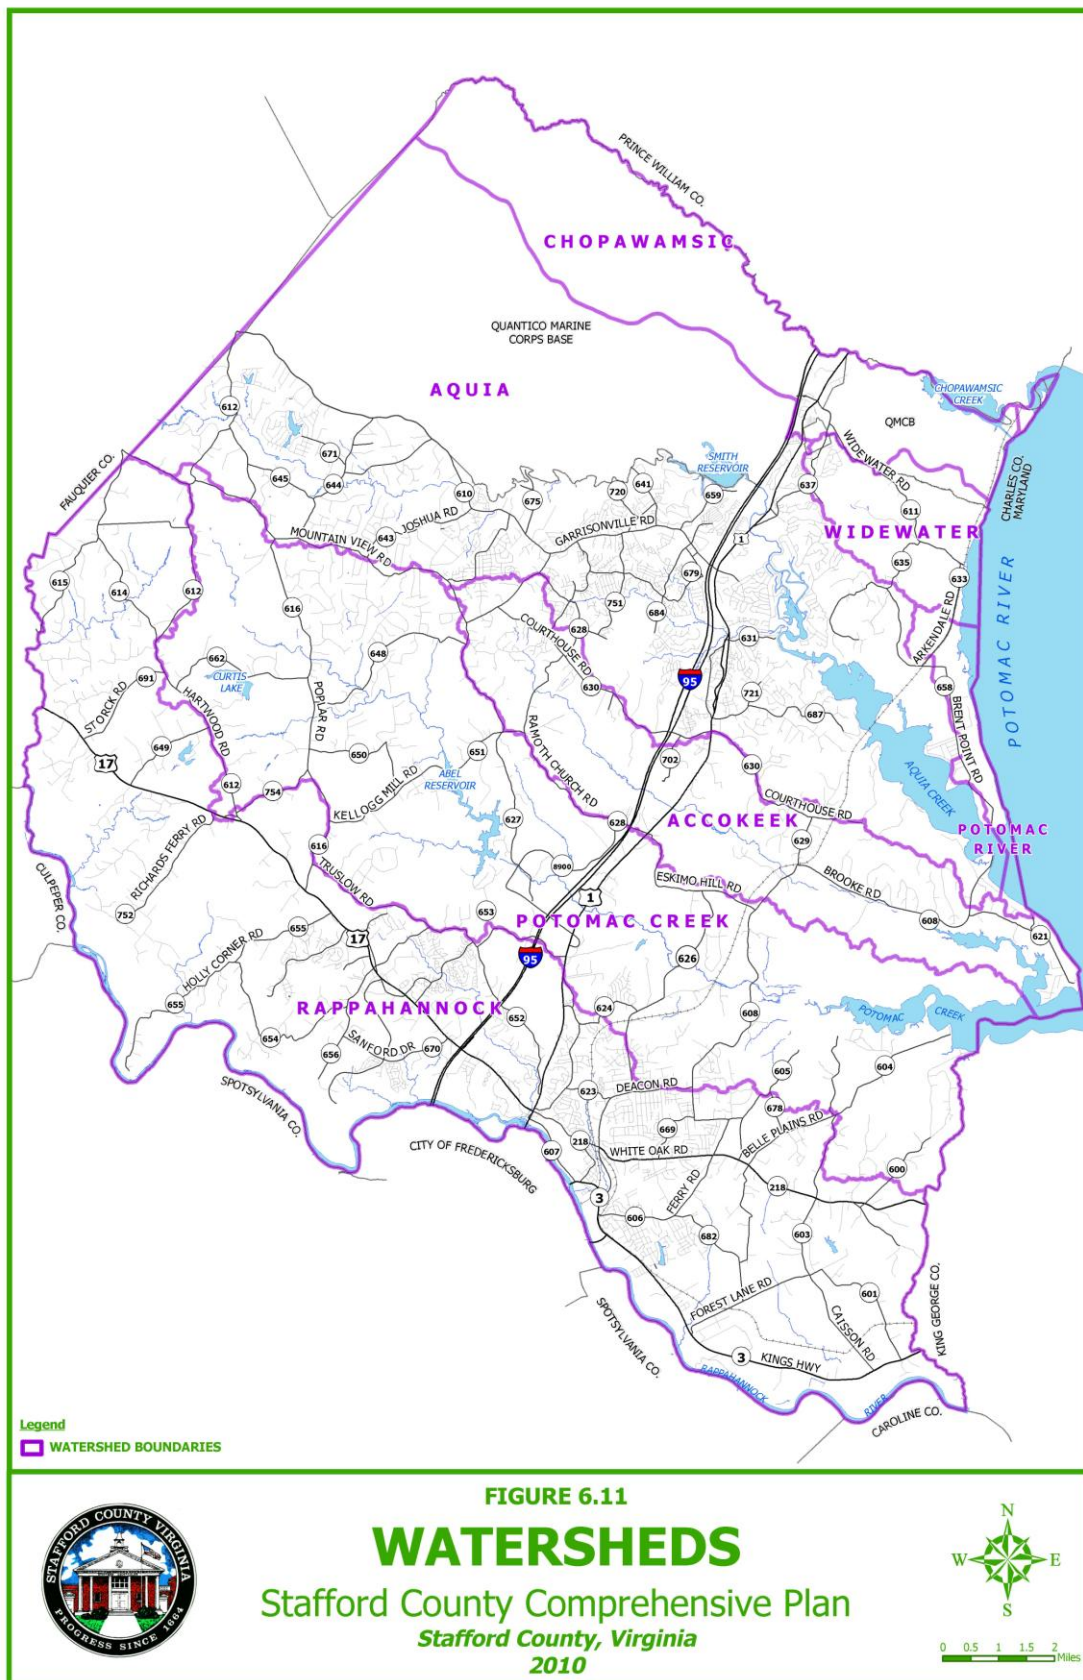 PRINCE WILLIAM CO.
CHOPAWAMSIC
QUANTICO MARINE
CORPS BASE
AQUIA
CHOPAWAMSIC
CREEK
QMCB
612
FAUQUIER CO.
671
645
644
610
JOSHUA RD
643
MOUNTAIN VIEW RD
675
720
641
659
SMITH
RESERVOIR
GARRISONVILLE RD
637
WIDEWATER RD
611
CHARLES CO.
MARYLAND
WIDEWATER
1
635
633
679
751
684
628
631
ARKENDALE RD
POTOMAC RIVER
615
614
612
616
648
COURTHOUSE RD
630
95
721
687
658
BRENT POINT RD
662
CURTIS
LAKE
691
STORCK RD
HARTWOOD RD
POPLAR RD
RAMOTH CHURCH RD
17
649
650
651
702
630
ABEL
RESERVOIR
KELLOGG MILL RD
612
754
627
628
ACCOKEEK
COURTHOUSE RD
AQUIA CREEK
POTOMAC
RIVER
RICHARDS FERRY RD
616
TRUSLOW RD
8900
629
BROOKE RD
ESKIMO HILL RD
CULPEPER CO.
752
653
1
POTOMAC CREEK
608
621
655
HOLLY CORNER RD
17
95
626
655
RAPPAHANNOCK
652
624
608
POTOMAC
CREEK
654
SANFORD DR
656
670
605
604
SPOTSYLVANIA CO.
623
DEACON RD
678
BELLE PLAINS RD
669
CITY OF FREDERICKSBURG
607
218
WHITE OAK RD
600
3
FERRY RD
218
606
682
603
FOREST LANE RD
601
CAISSON RD
KING GEORGE CO.
SPOTSYLVANIA CO.
3
KINGS HWY
RAPPAHANNOCK
RIVER
CAROLINE CO.
Legend
WATERSHED BOUNDARIES
FIGURE 6.11
WATERSHEDS
Stafford County Comprehensive Plan
Stafford County, Virginia
2010
STAFFORD COUNTY VIRGINIA
PROGRESS SINCE 1664
N
W
E
S
0 0.5 1 1.5 2
Miles